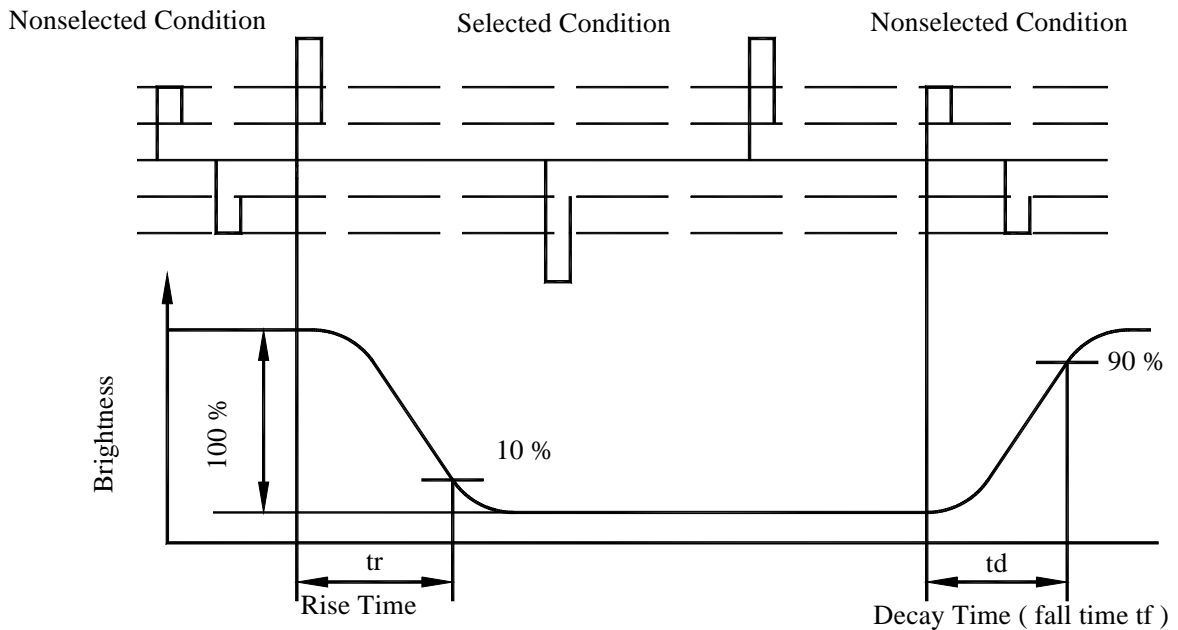 Nonselected Condition
Selected Condition
Nonselected Condition
Brightness
100 %
10 %
90 %
tr
td
Rise Time
Decay Time ( fall time tf )